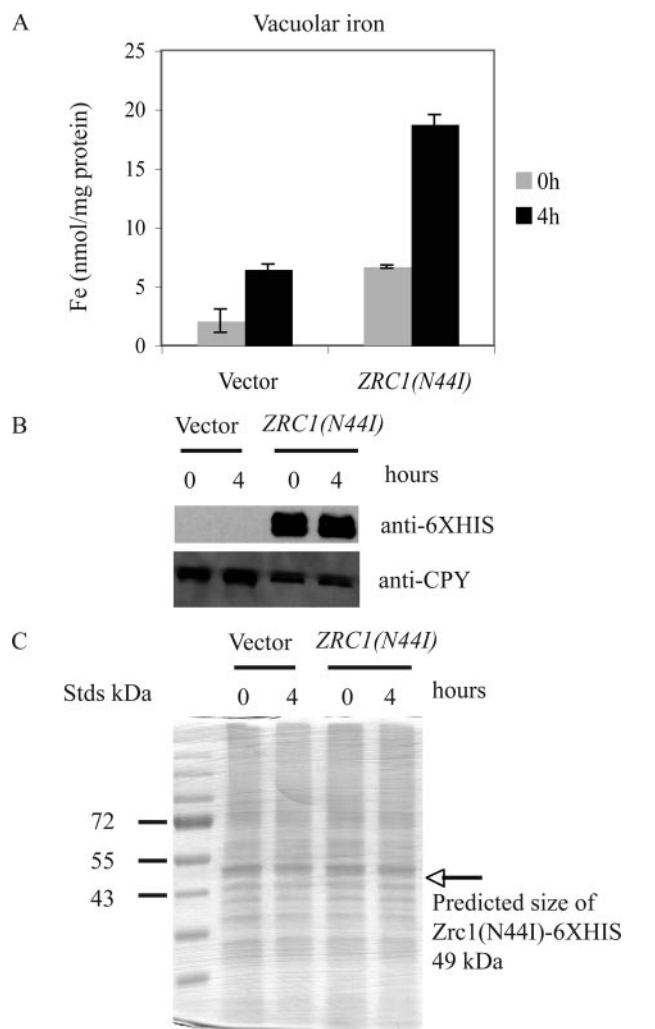 A
Vacuolar iron
Fe (nmol/mg protein)
25
20
15
10
5
0
Vector
ZRC1(N44I)
0h
4h
B
Vector ZRC1(N44I)
0 4 0 4 hours
anti-6XHIS
anti-CPY
C
Vector ZRC1(N44I)
Stds kDa 0 4 0 4 hours
72
55
43
Predicted size of
Zrc1(N44I)-6XHIS
49 kDa